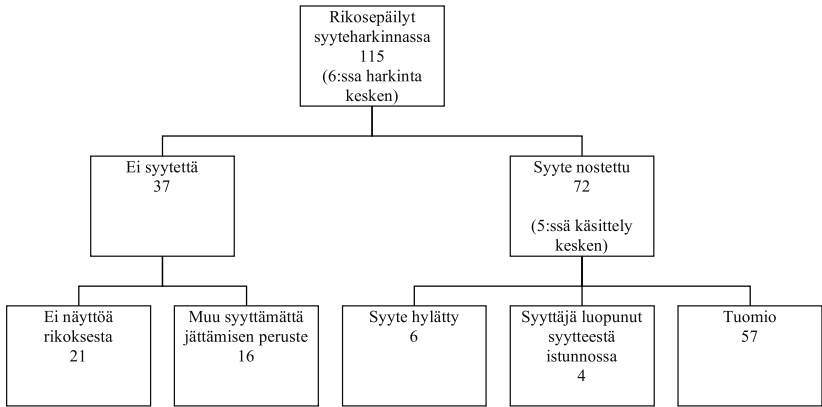 Rikosepäilyt
syyteharkinnassa
115
(6:ssa harkinta
kesken)
Ei syytettä
37
Syyte nostettu
72
(5:ssä käsittely
kesken)
Ei näyttöä
rikoksesta
21
Muu syyttämättä
jättämisen peruste
16
Syyte hylätty
6
Syyttäjä luopunut
syytteestä
istunnossa
4
Tuomio
57